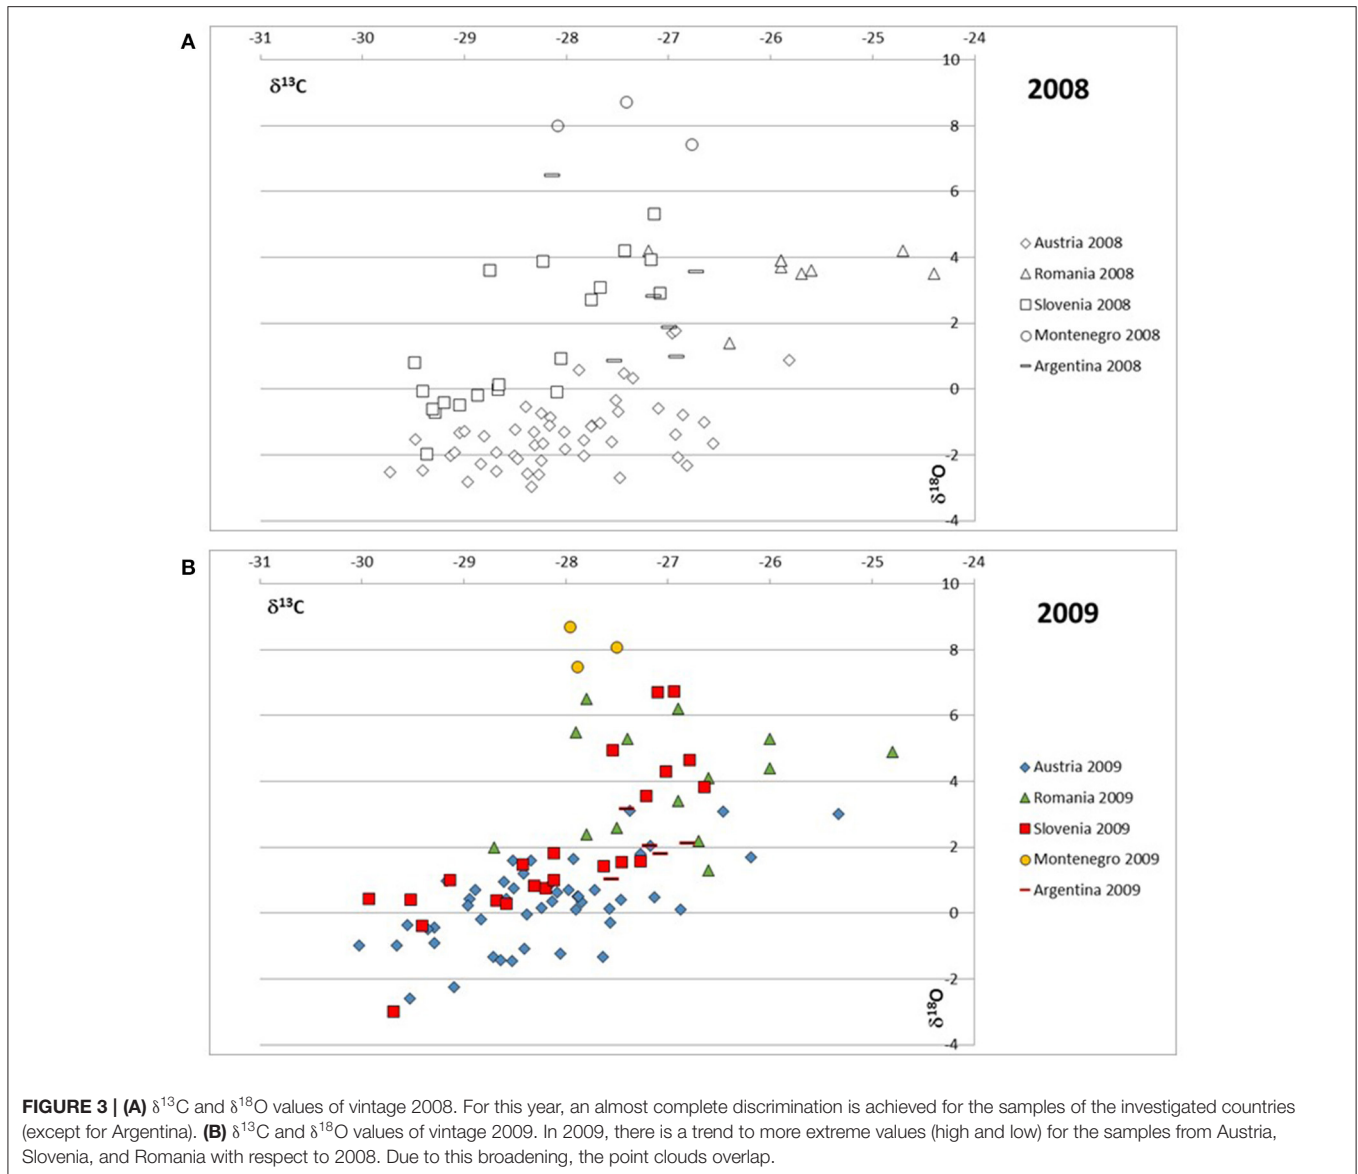 A
-31 -30 -29 -28 -27 -26 -25 -24
10
δ¹³C
2008
8
6
4
2
0
-2
-4
δ¹⁸O
Austria 2008
Romania 2008
Slovenia 2008
Montenegro 2008
Argentina 2008
B
-31 -30 -29 -28 -27 -26 -25 -24
10
δ¹³C
2009
8
6
4
2
0
-2
-4
δ¹⁸O
Austria 2009
Romania 2009
Slovenia 2009
Montenegro 2009
Argentina 2009
FIGURE 3 | (A) δ¹³C and δ¹⁸O values of vintage 2008. For this year, an almost complete discrimination is achieved for the samples of the investigated countries
(except for Argentina). (B) δ¹³C and δ¹⁸O values of vintage 2009. In 2009, there is a trend to more extreme values (high and low) for the samples from Austria,
Slovenia, and Romania with respect to 2008. Due to this broadening, the point clouds overlap.